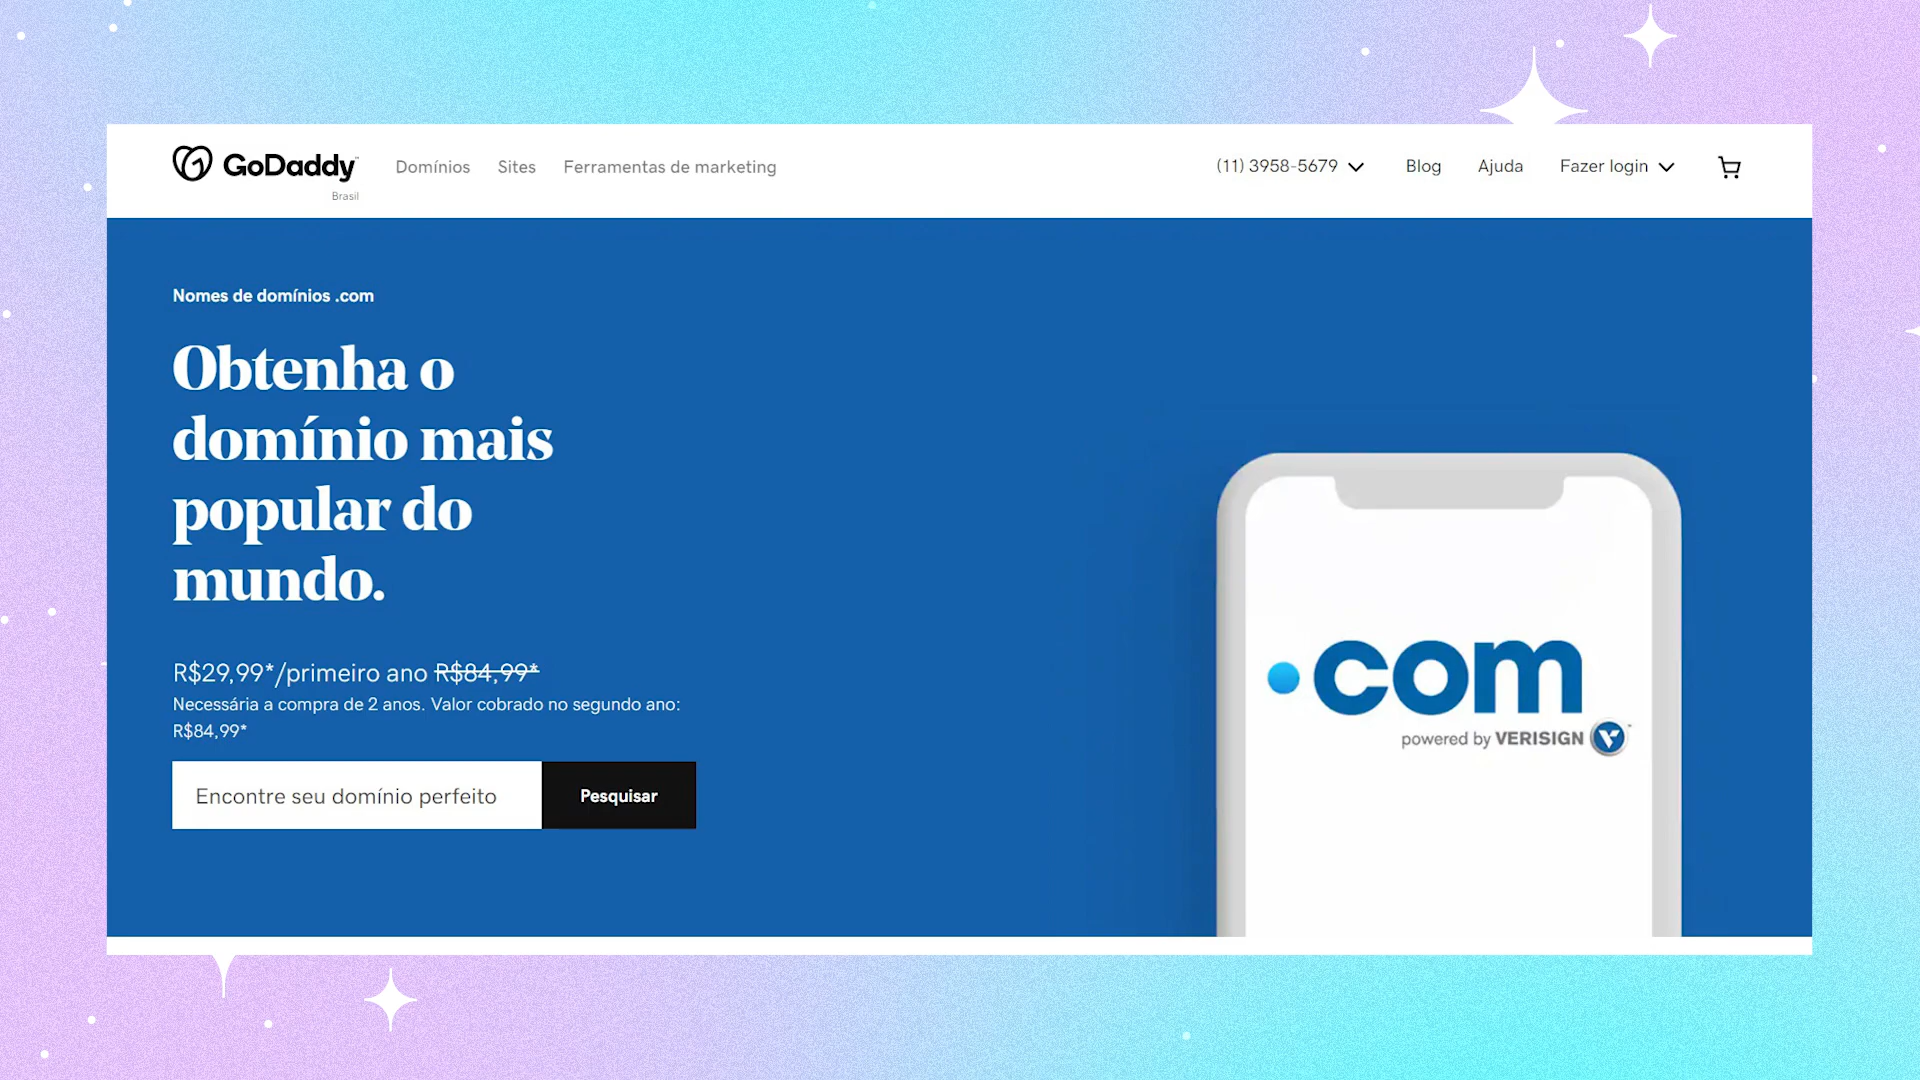 GoDaddy™
Brasil
Domínios
Sites
Ferramentas de marketing
(11) 3958-5679
Blog
Ajuda
Fazer login
Nomes de domínios .com
Obtenha o
domínio mais
popular do
mundo.
R$29,99*/primeiro ano R$84,99*
Necessária a compra de 2 anos. Valor cobrado no segundo ano:
R$84,99*
Encontre seu domínio perfeito
Pesquisar
.com
powered by VERISIGN